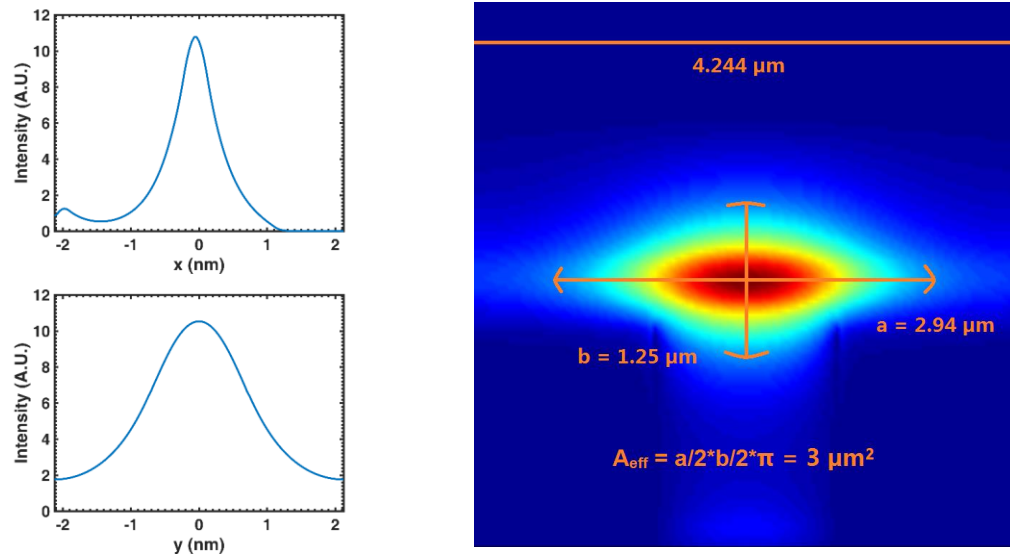 12
10
8
6
4
2
0
Intensity (A.U.)
-2 -1 0 1 2
x (nm)
12
10
8
6
4
2
0
Intensity (A.U.)
-2 -1 0 1 2
y (nm)
4.244 µm
a = 2.94 µm
b = 1.25 µm
Aeff = a/2*b/2*π = 3 µm²